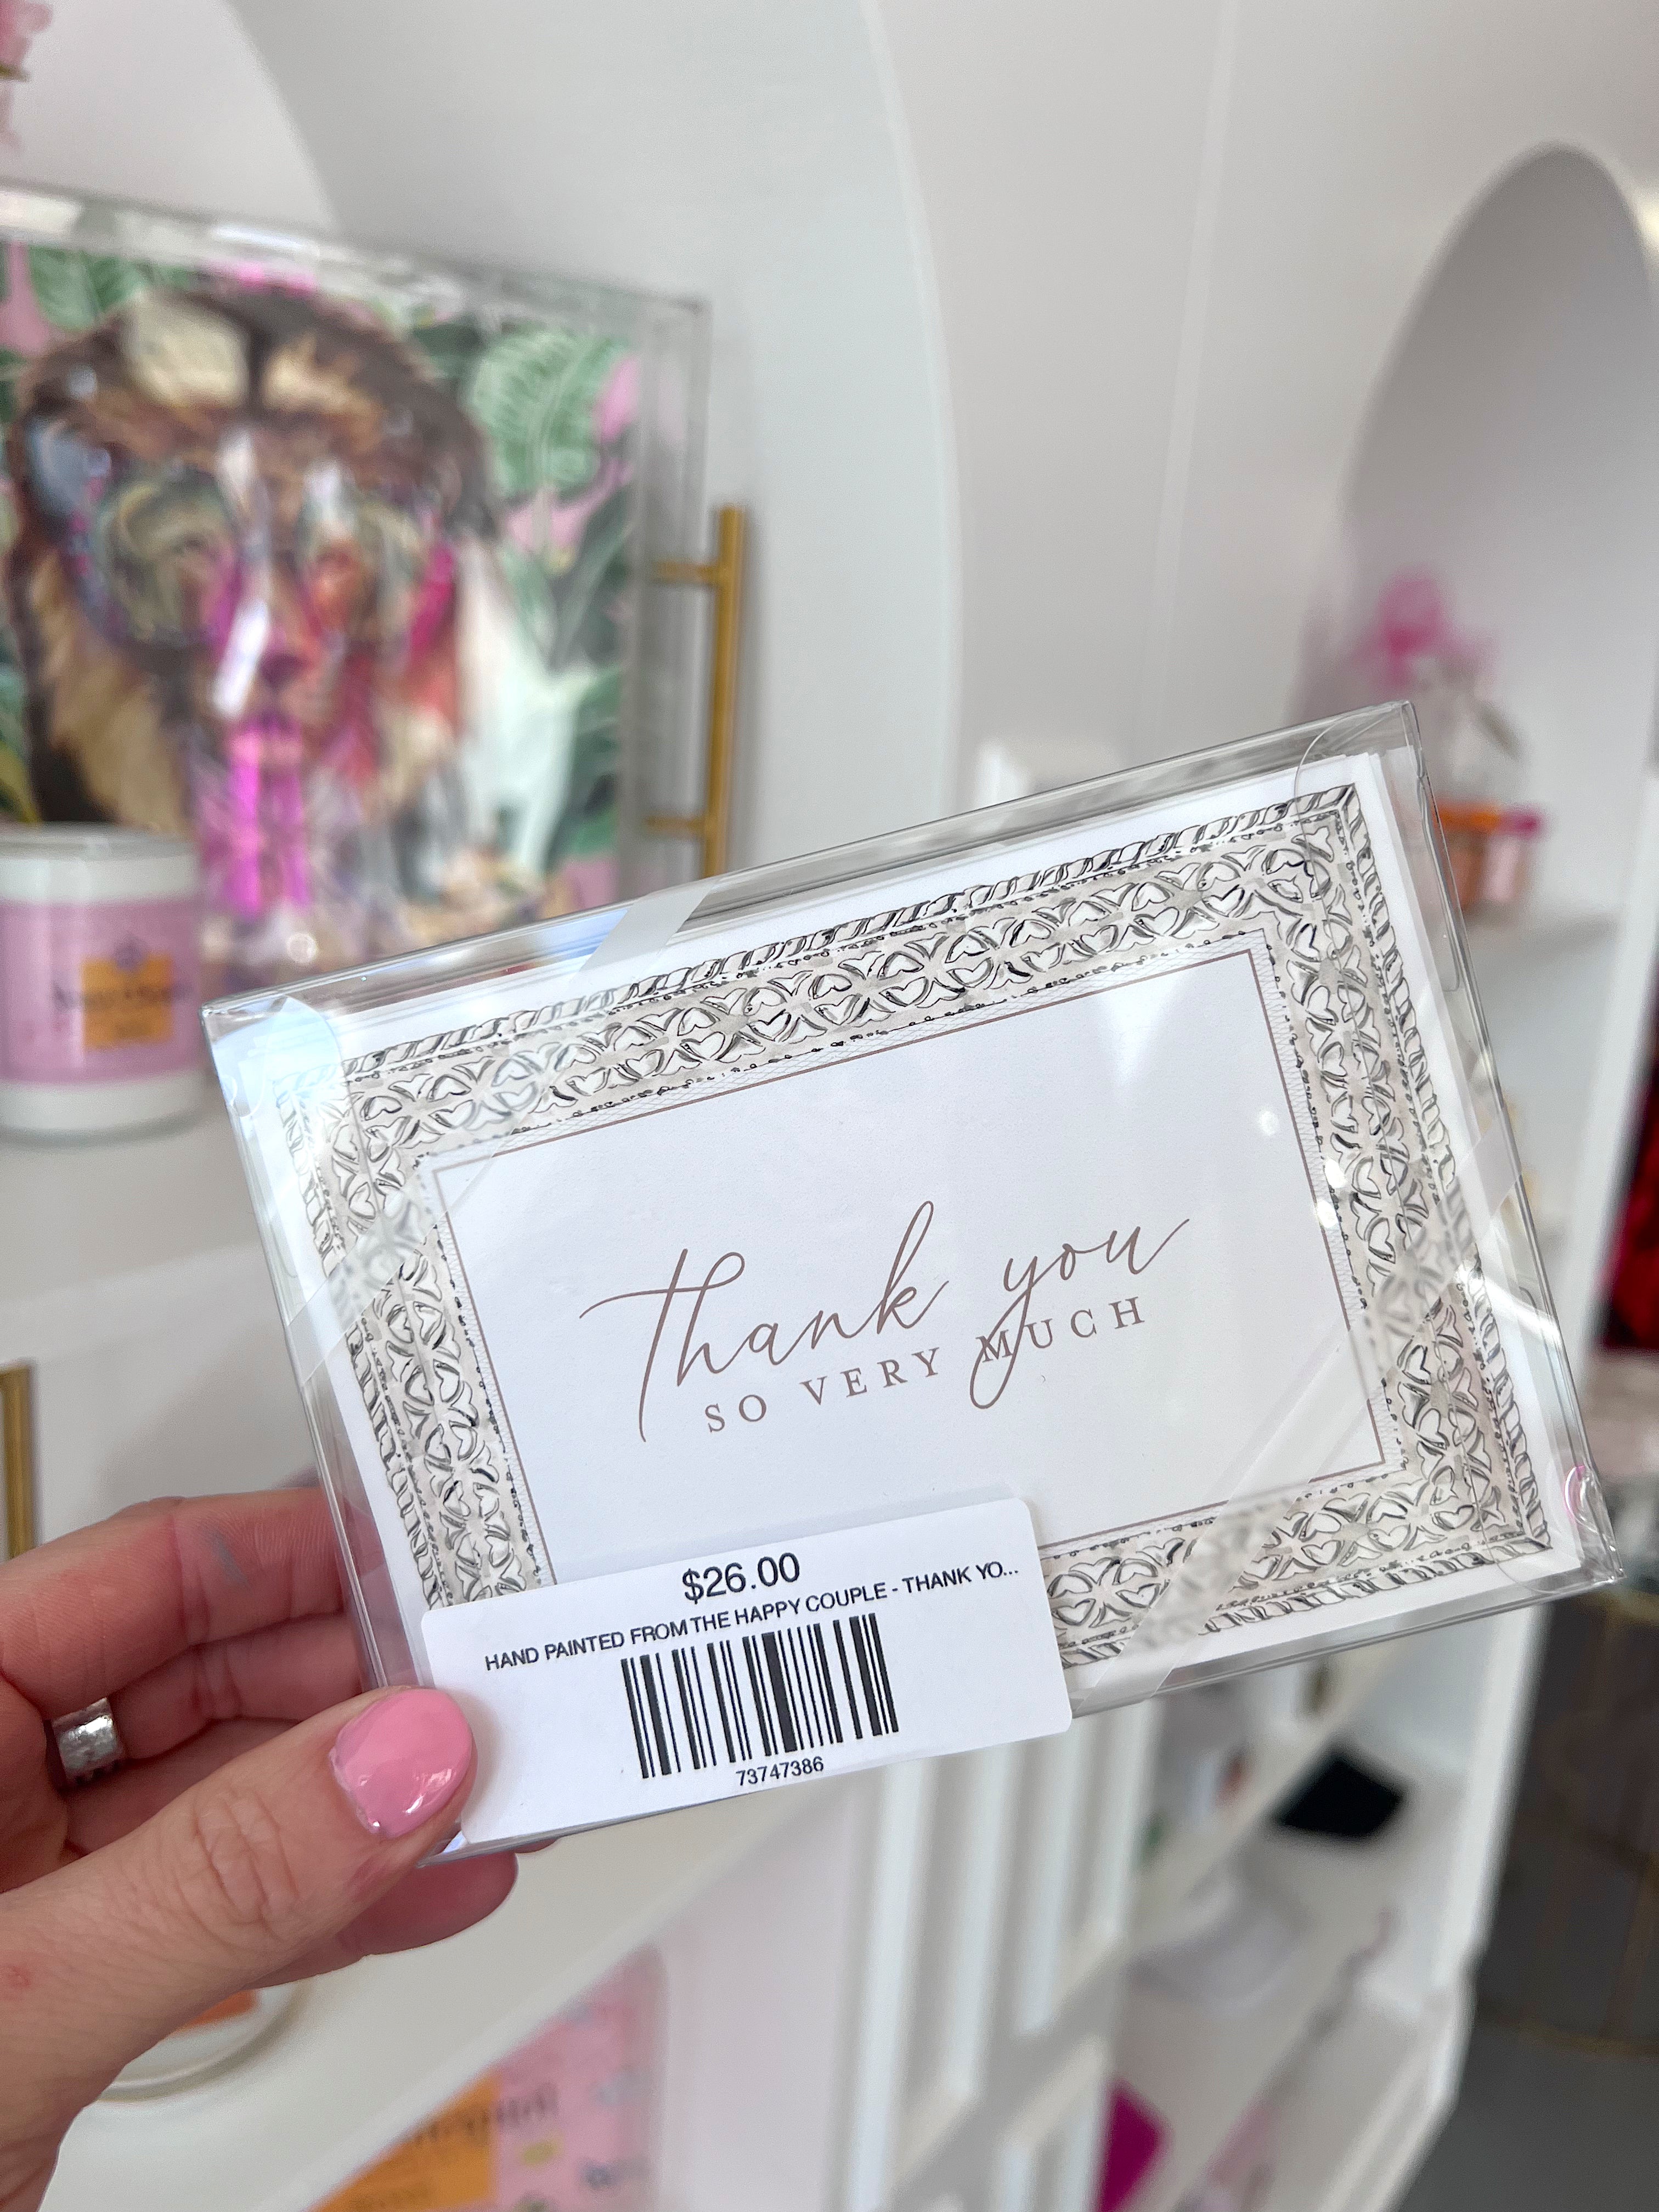 thank you
SO VERY MUCH
$26.00
HAND PAINTED FROM THE HAPPY COUPLE - THANK YO...
73747386